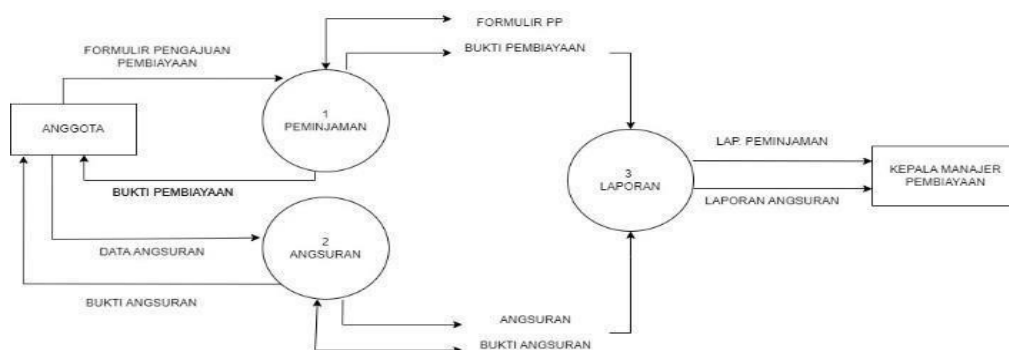 FORMULIR PP
FORMULIR PENGAJUAN
PEMBIAYAAN
BUKTI PEMBIAYAAN
1
PEMINJAMAN
ANGGOTA
BUKTI PEMBIAYAAN
3
LAPORAN
LAP. PEMINJAMAN
KEPALA MANAJER
PEMBIAYAAN
LAPORAN ANGSURAN
2
ANGSURAN
DATA ANGSURAN
BUKTI ANGSURAN
ANGSURAN
BUKTI ANGSURAN